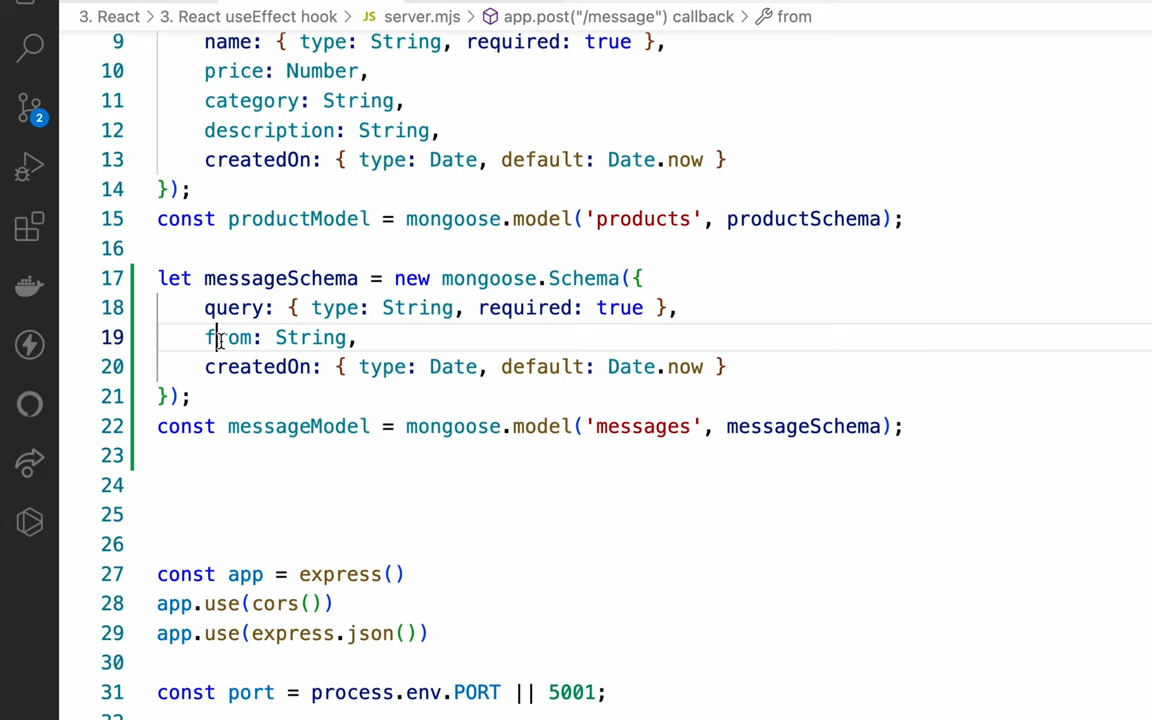 3. React > 3. React useEffect hook > JS server.mjs > app.post("/message") callback > from
9 name: { type: String, required: true },
10 price: Number,
11 category: String,
12 description: String,
13 createdOn: { type: Date, default: Date.now }
14 });
15 const productModel = mongoose.model('products', productSchema);
16
17 let messageSchema = new mongoose.Schema({
18 query: { type: String, required: true },
19 from: String,
20 createdOn: { type: Date, default: Date.now }
21 });
22 const messageModel = mongoose.model('messages', messageSchema);
23
24
25
26
27 const app = express()
28 app.use(cors())
29 app.use(express.json())
30
31 const port = process.env.PORT || 5001;
2